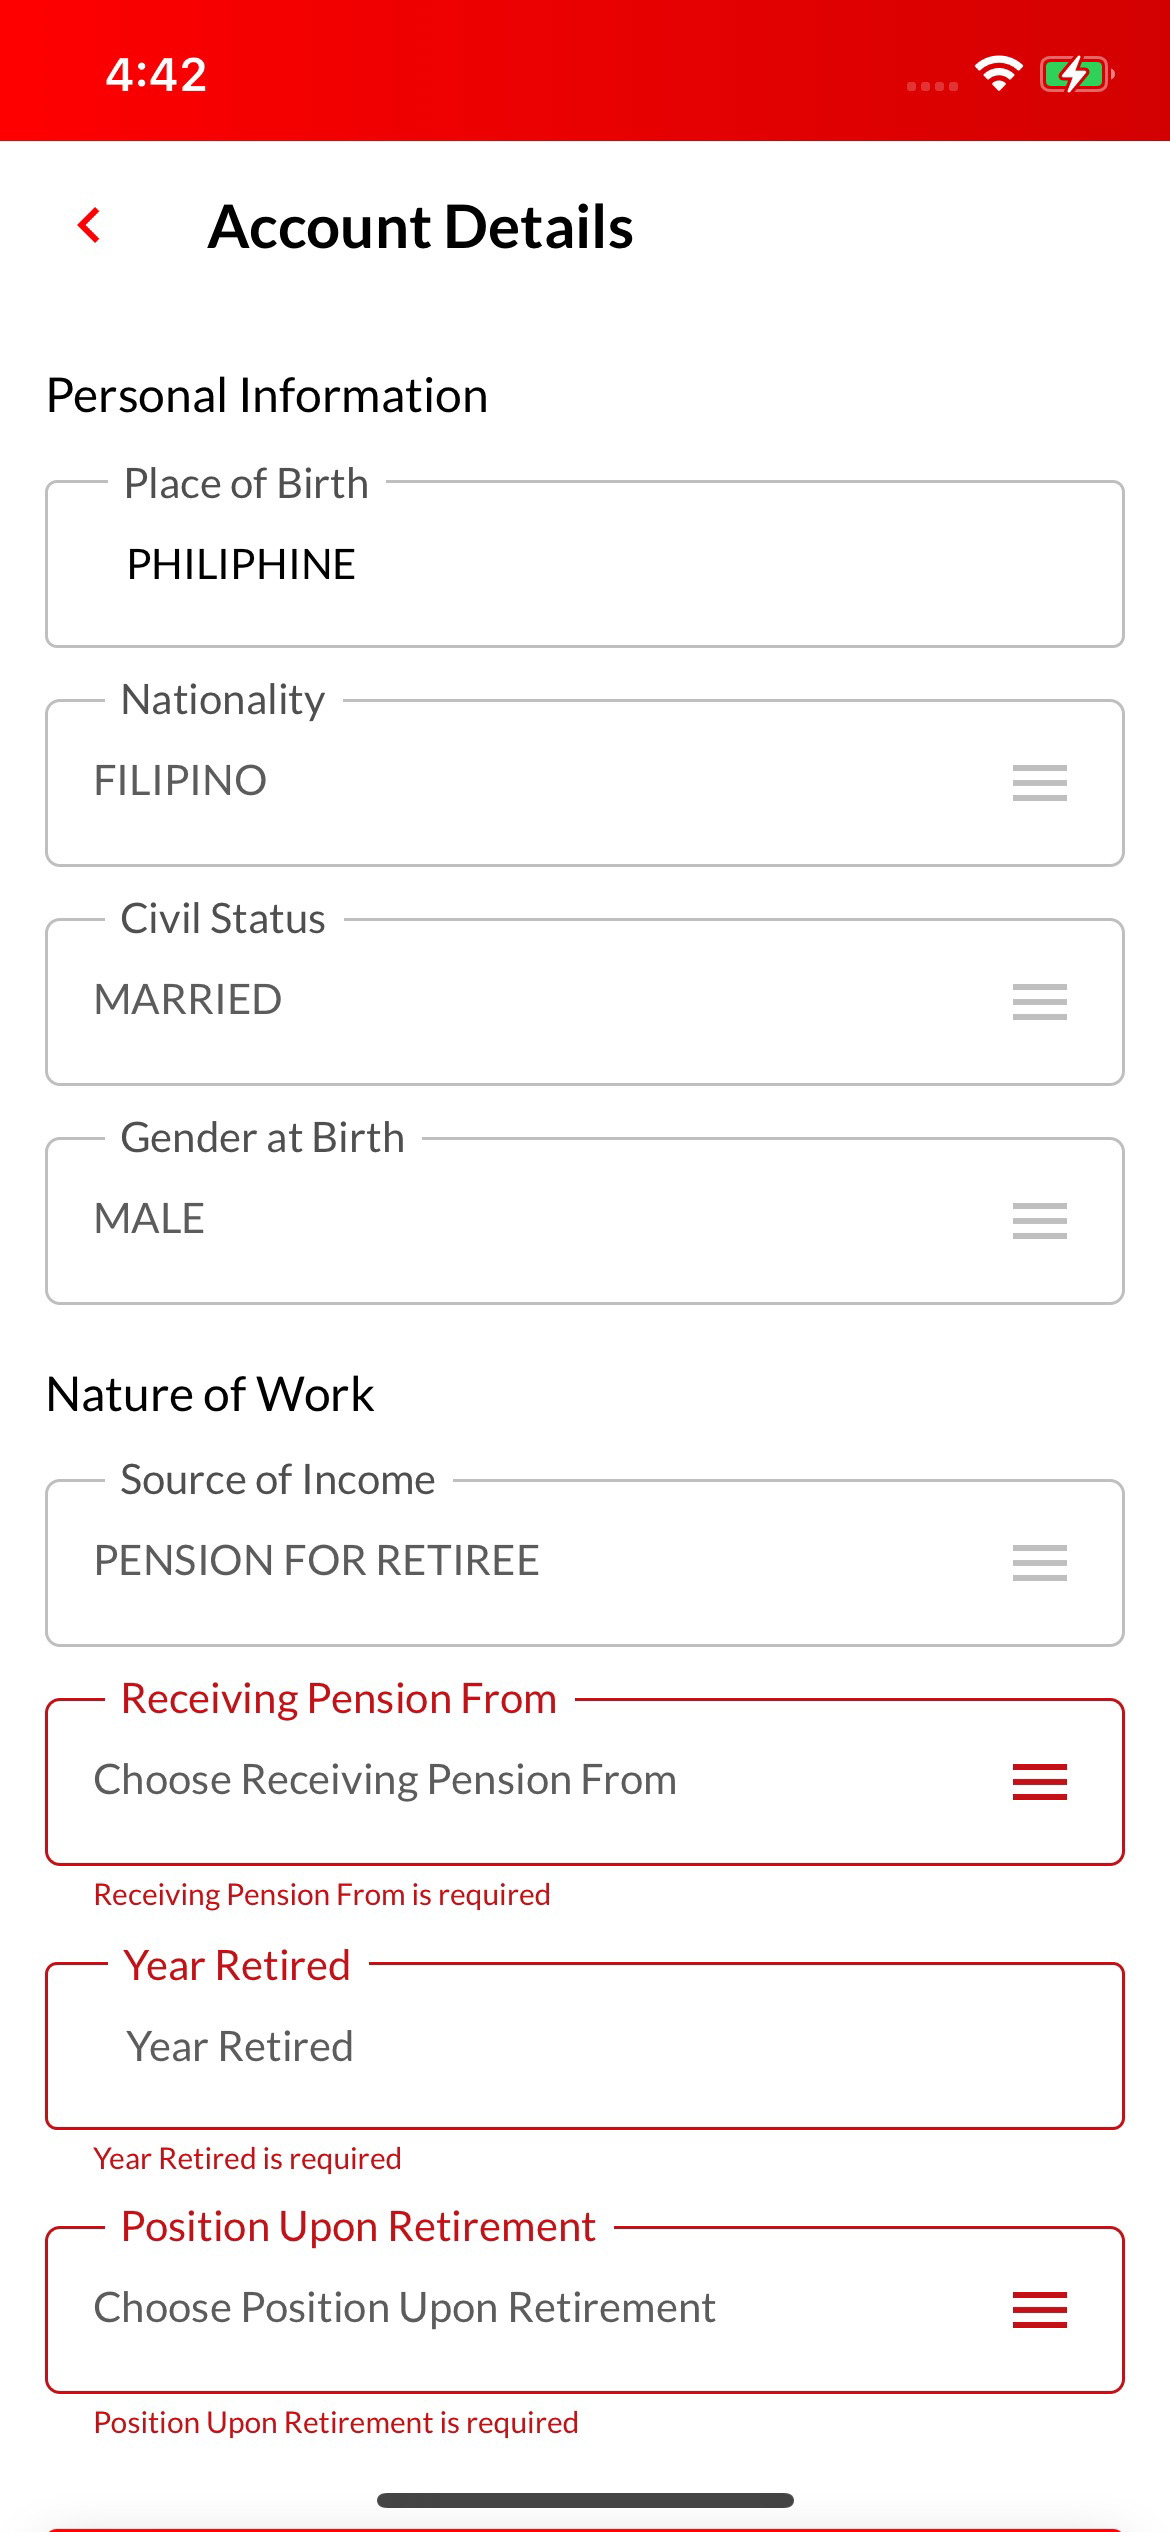 4:42
Account Details
Personal Information
Place of Birth
PHILIPHINE
Nationality
FILIPINO
Civil Status
MARRIED
Gender at Birth
MALE
Nature of Work
Source of Income
PENSION FOR RETIREE
Receiving Pension From
Choose Receiving Pension From
Receiving Pension From is required
Year Retired
Year Retired
Year Retired is required
Position Upon Retirement
Choose Position Upon Retirement
Position Upon Retirement is required